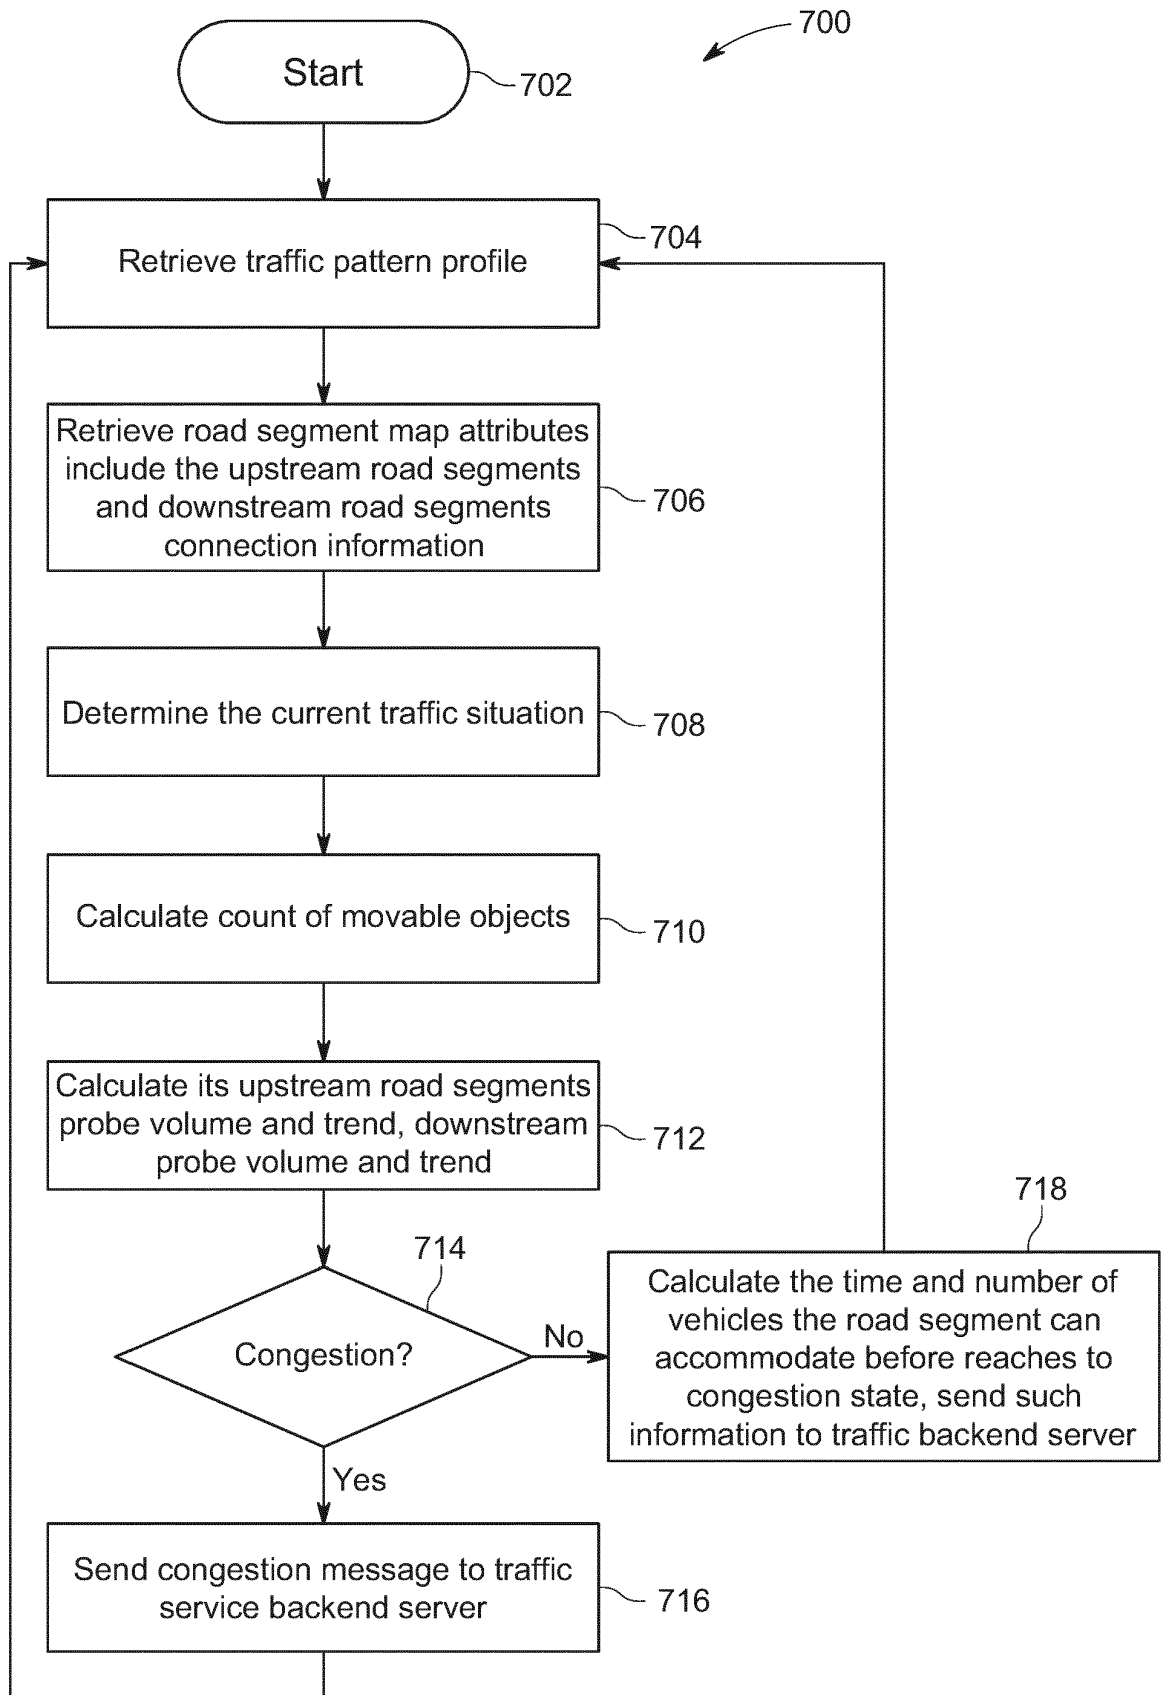 700
Start
702
Retrieve traffic pattern profile
704
Retrieve road segment map attributes
include the upstream road segments
and downstream road segments
connection information
706
Determine the current traffic situation
708
Calculate count of movable objects
710
Calculate its upstream road segments
probe volume and trend, downstream
probe volume and trend
712
714
Congestion?
No
718
Calculate the time and number of
vehicles the road segment can
accommodate before reaches to
congestion state, send such
information to traffic backend server
Yes
Send congestion message to traffic
service backend server
716